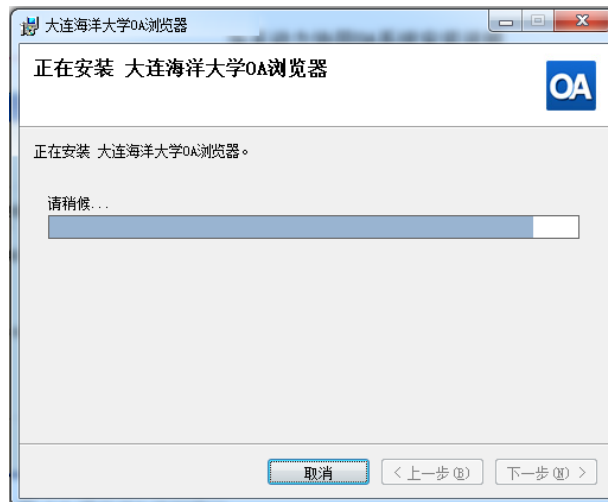 大连海洋大学OA浏览器
正在安装 大连海洋大学OA浏览器
OA
正在安装 大连海洋大学OA浏览器。
请稍候...
取消
< 上一步(B)
下一步(N) >